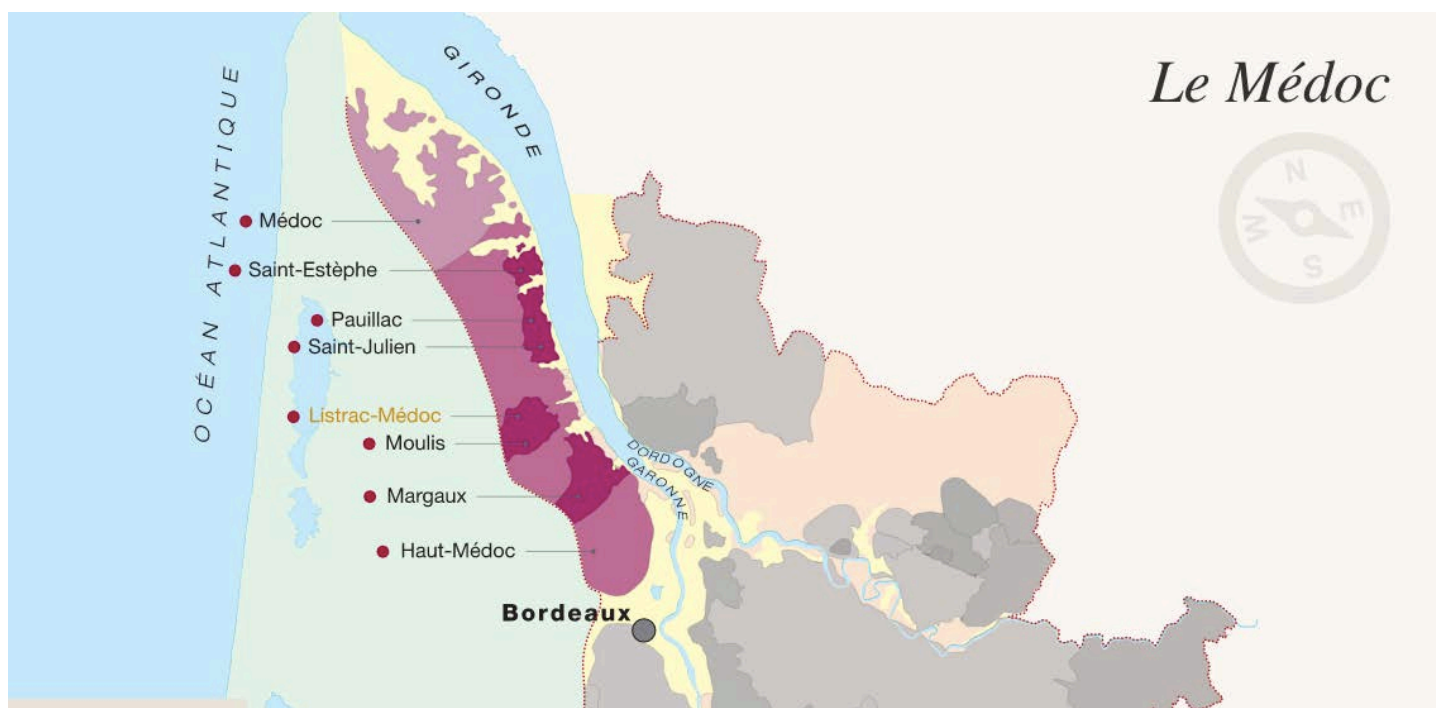 Le Médoc
GIRONDE
OCÉAN ATLANTIQUE
N
E
S
W
Médoc
Saint-Estèphe
Pauillac
Saint-Julien
Listrac-Médoc
Moulis
Margaux
Haut-Médoc
DORDOGNE
GARONNE
Bordeaux